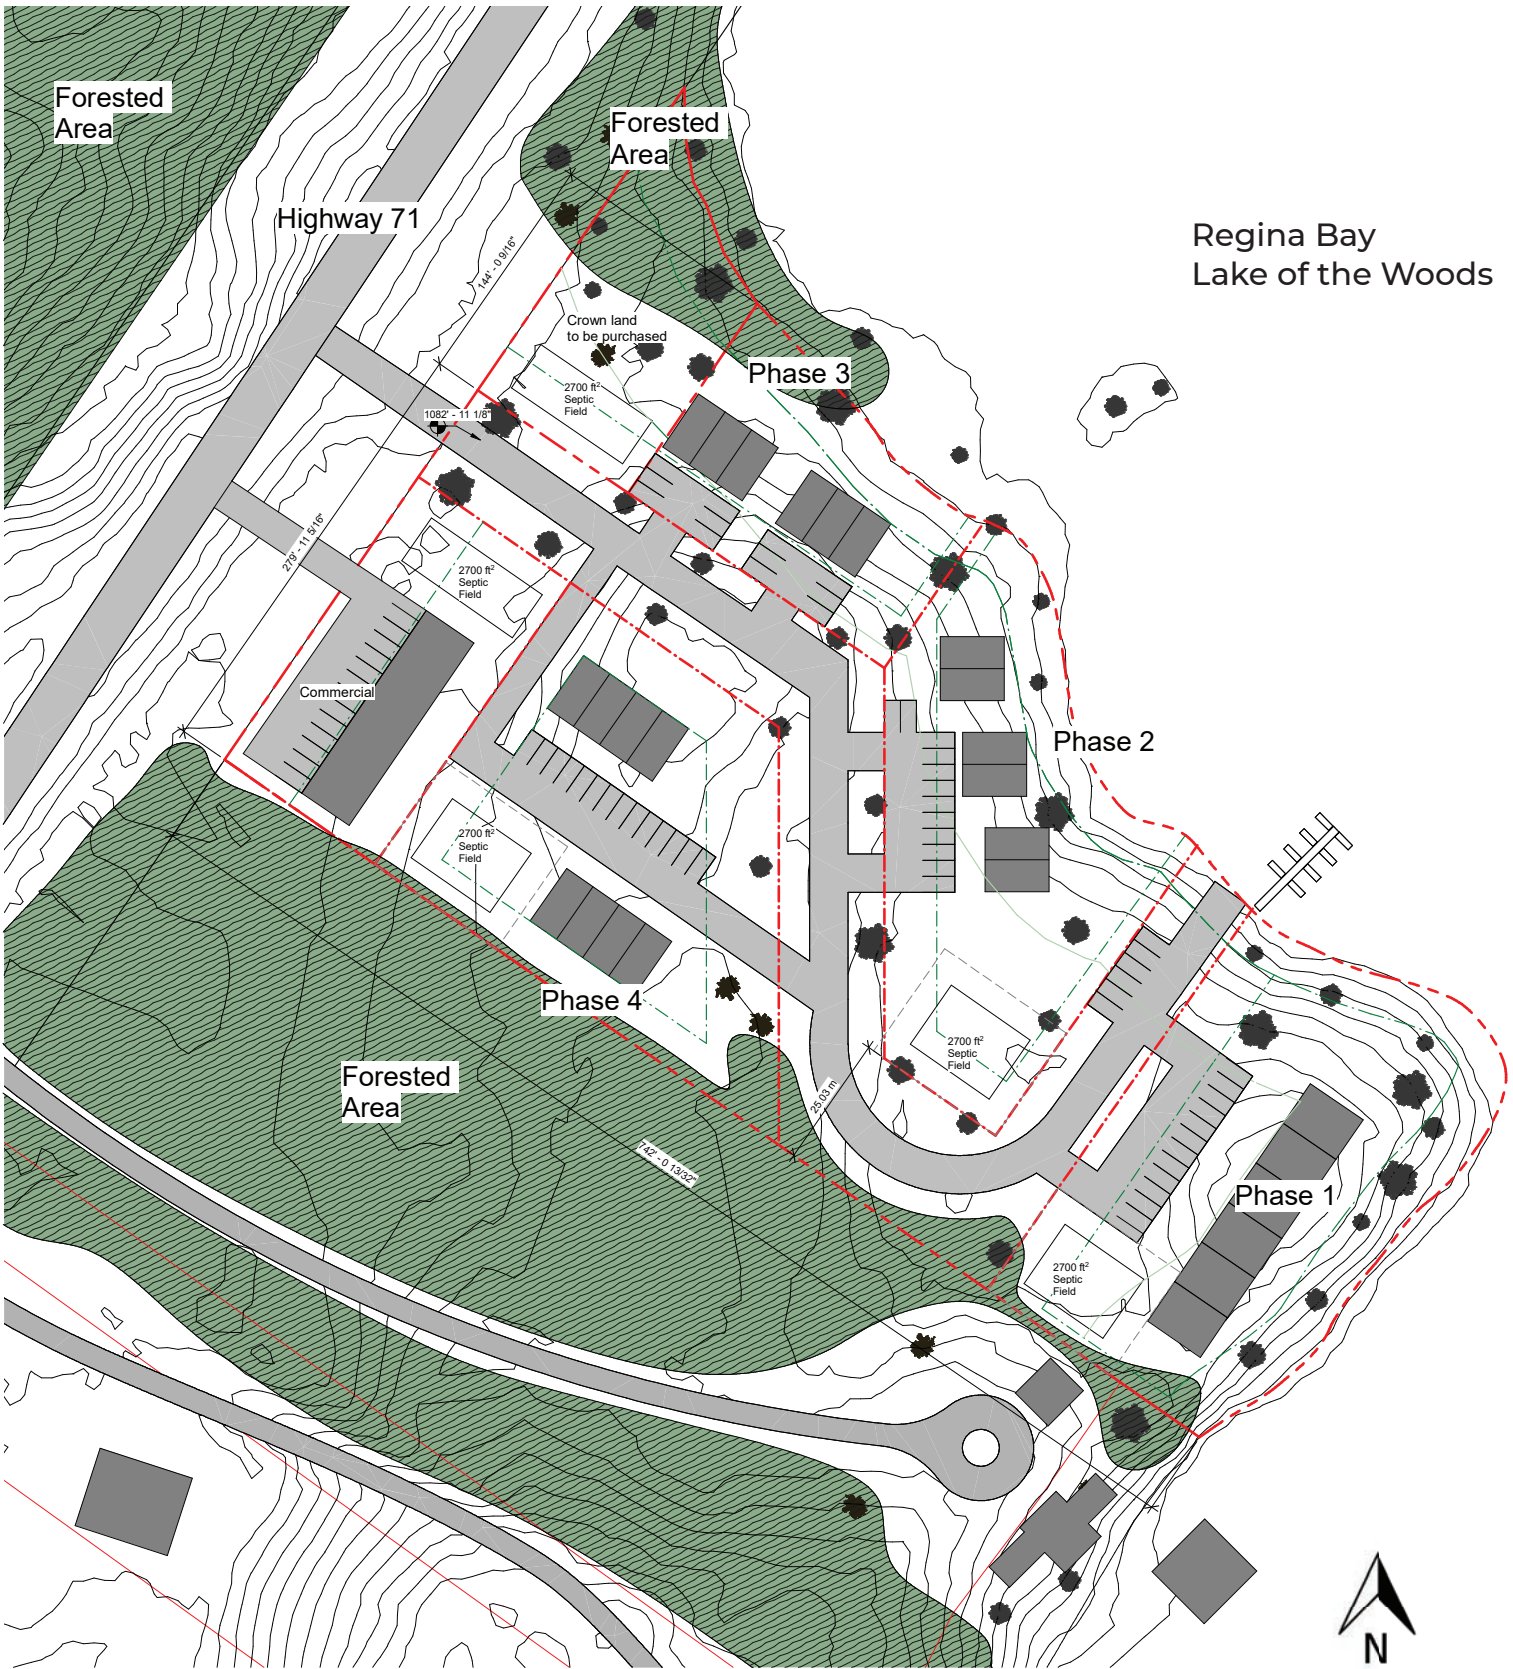 Forested
Area
Forested
Area
Highway 71
Regina Bay
Lake of the Woods
144' - 0 9/16"
Crown land
to be purchased
Phase 3
2700 ft²
Septic
Field
1082' - 11 1/8"
279' - 11 5/16"
2700 ft²
Septic
Field
Commercial
Phase 2
2700 ft²
Septic
Field
Phase 4
2700 ft²
Septic
Field
Forested
Area
25.03 m
742' - 0 13/32"
Phase 1
2700 ft²
Septic
Field
N